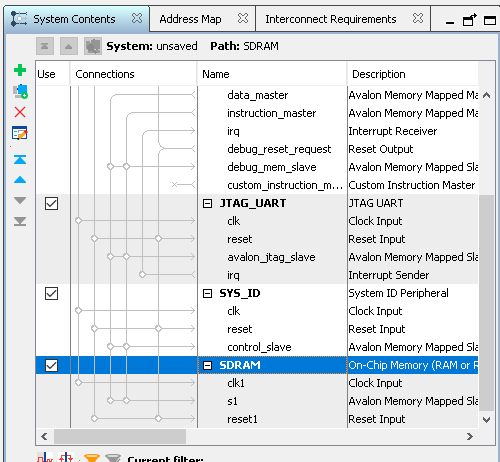 System Contents Address Map Interconnect Requirements
System: unsaved Path: SDRAM
Use Connections Name Description
data_master Avalon Memory Mapped Ma
instruction_master Avalon Memory Mapped Ma
irq Interrupt Receiver
debug_reset_request Reset Output
debug_mem_slave Avalon Memory Mapped Sla
custom_instruction_m... Custom Instruction Master
JTAG_UART JTAG UART
clk Clock Input
reset Reset Input
avalon_jtag_slave Avalon Memory Mapped Sla
irq Interrupt Sender
SYS_ID System ID Peripheral
clk Clock Input
reset Reset Input
control_slave Avalon Memory Mapped Sla
SDRAM On-Chip Memory (RAM or R
clk1 Clock Input
s1 Avalon Memory Mapped Sla
reset1 Reset Input
Current filter: